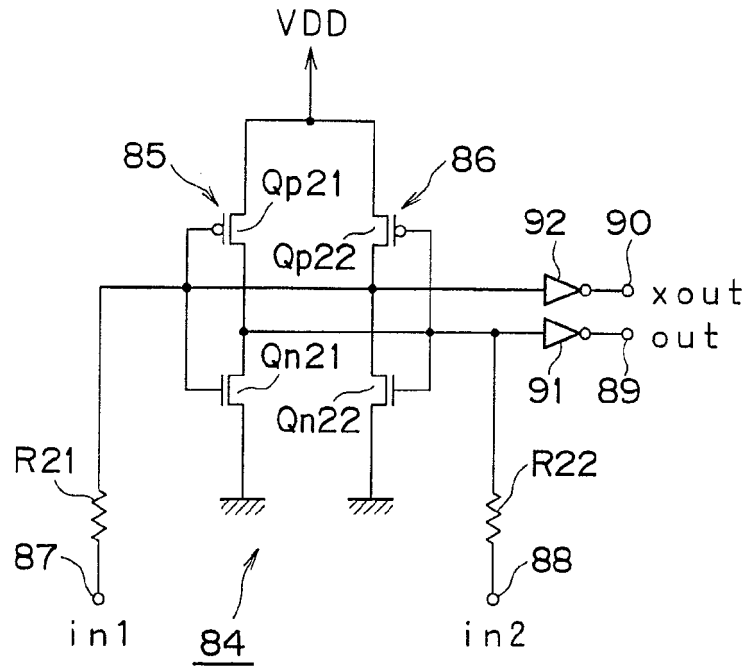 VDD
85
86
Qp21
Qp22
92
90
xout
out
Qn21
91
89
Qn22
R21
R22
87
88
in1
in2
84